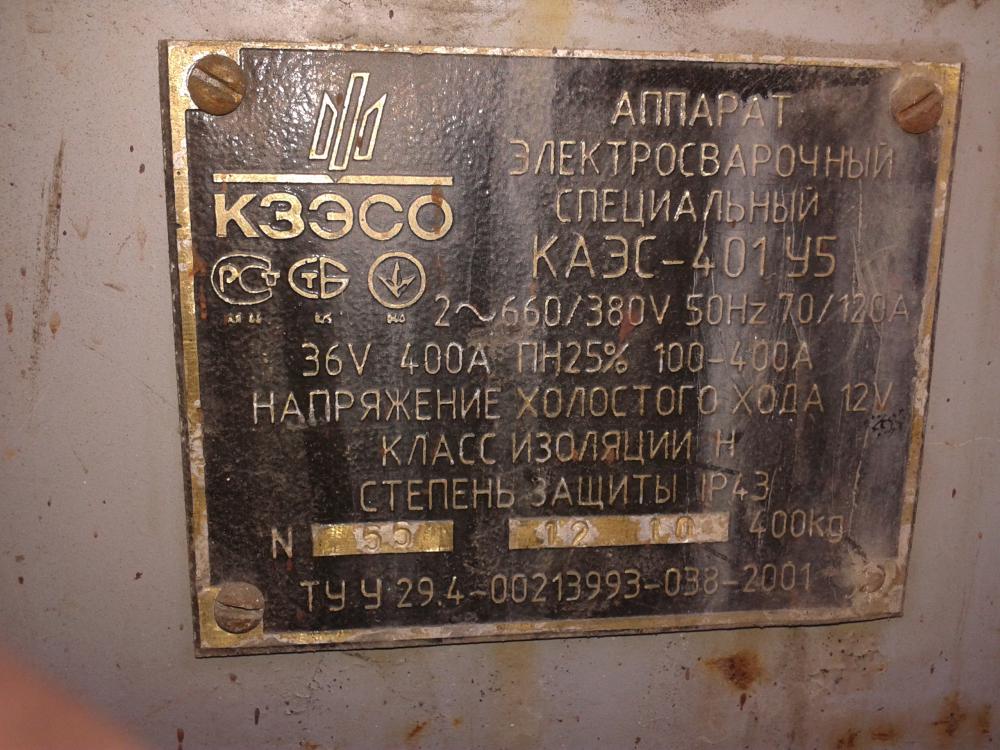 КЗЭСО
АППАРАТ
ЭЛЕКТРОСВАРОЧНЫЙ
СПЕЦИАЛЬНЫЙ
КАЭС-401 У5
2~660/380V 50Hz 70/120A
36V 400A ПН25% 100-400A
НАПРЯЖЕНИЕ ХОЛОСТОГО ХОДА 12V
КЛАСС ИЗОЛЯЦИИ Н
СТЕПЕНЬ ЗАЩИТЫ IP43
N 12 10 400kg
ТУ У 29.4-00213993-038-2001